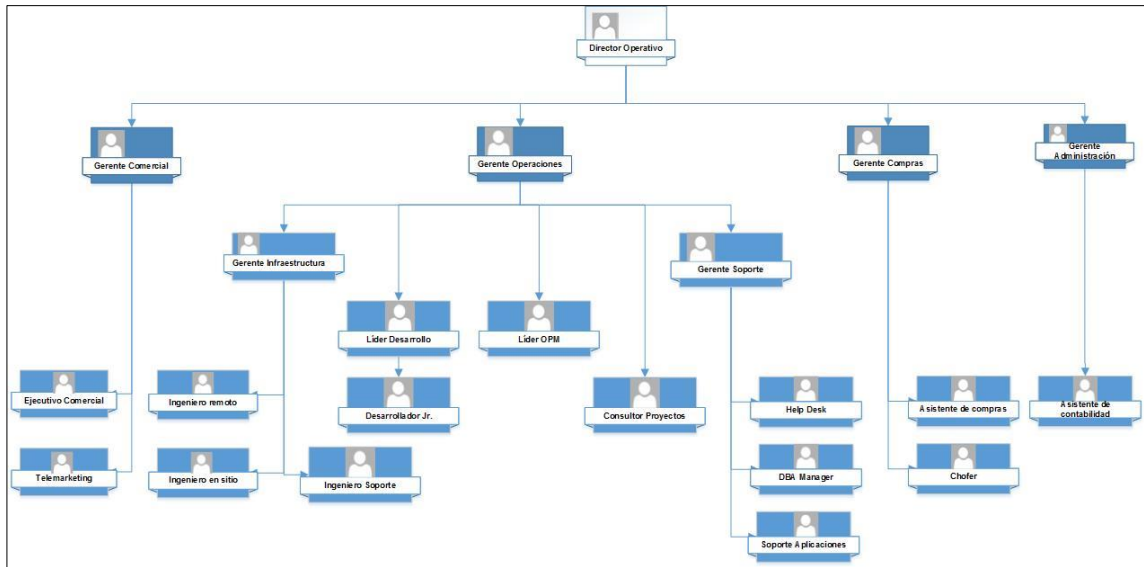 Director Operativo
Gerente Comercial
Gerente Operaciones
Gerente Compras
Gerente
Administración
Gerente Infraestructura
Gerente Soporte
Líder Desarrollo
Líder OPM
Ejecutivo Comercial
Ingeniero remoto
Desarrollador Jr.
Consultor Proyectos
Help Desk
Asistente de compras
Asistente de
contabilidad
Telemarketing
Ingeniero en sitio
Ingeniero Soporte
DBA Manager
Chofer
Soporte Aplicaciones